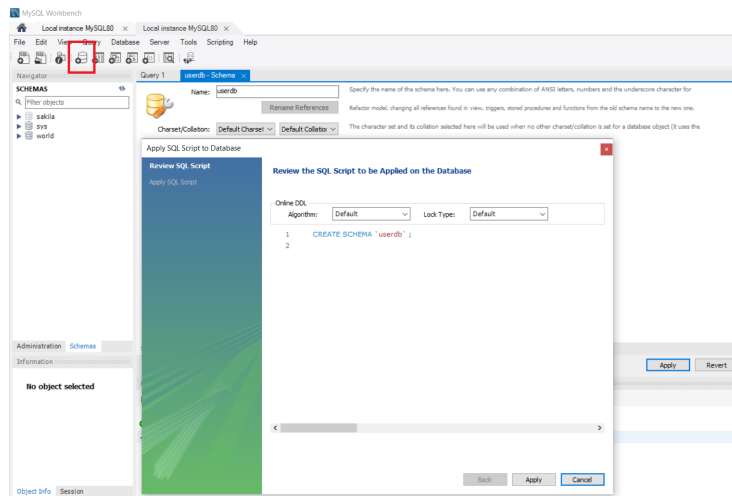 MySQL Workbench
Local instance MySQL80 ×
Local instance MySQL80 ×
File Edit View Query Database Server Tools Scripting Help
Navigator
SCHEMAS
Filter objects
sakila
sys
world
Query 1
userdb - Schema ×
Name: userdb
Specify the name of the schema here. You can use any combination of ANSI letters, numbers and the underscore character for
Rename References
Refactor model, changing all references found in view, triggers, stored procedures and functions from the old schema name to the new one.
Charset/Collation: Default Charset Default Collation
The character set and its collation selected here will be used when no other charset/collation is set for a database object (it uses the
Apply SQL Script to Database
×
Review SQL Script
Apply SQL Script
Review the SQL Script to be Applied on the Database
Online DDL
Algorithm: Default Lock Type: Default
1 CREATE SCHEMA `userdb` ;
2
Back Apply Cancel
Apply Revert
Administration Schemas
Information
No object selected
Object Info Session